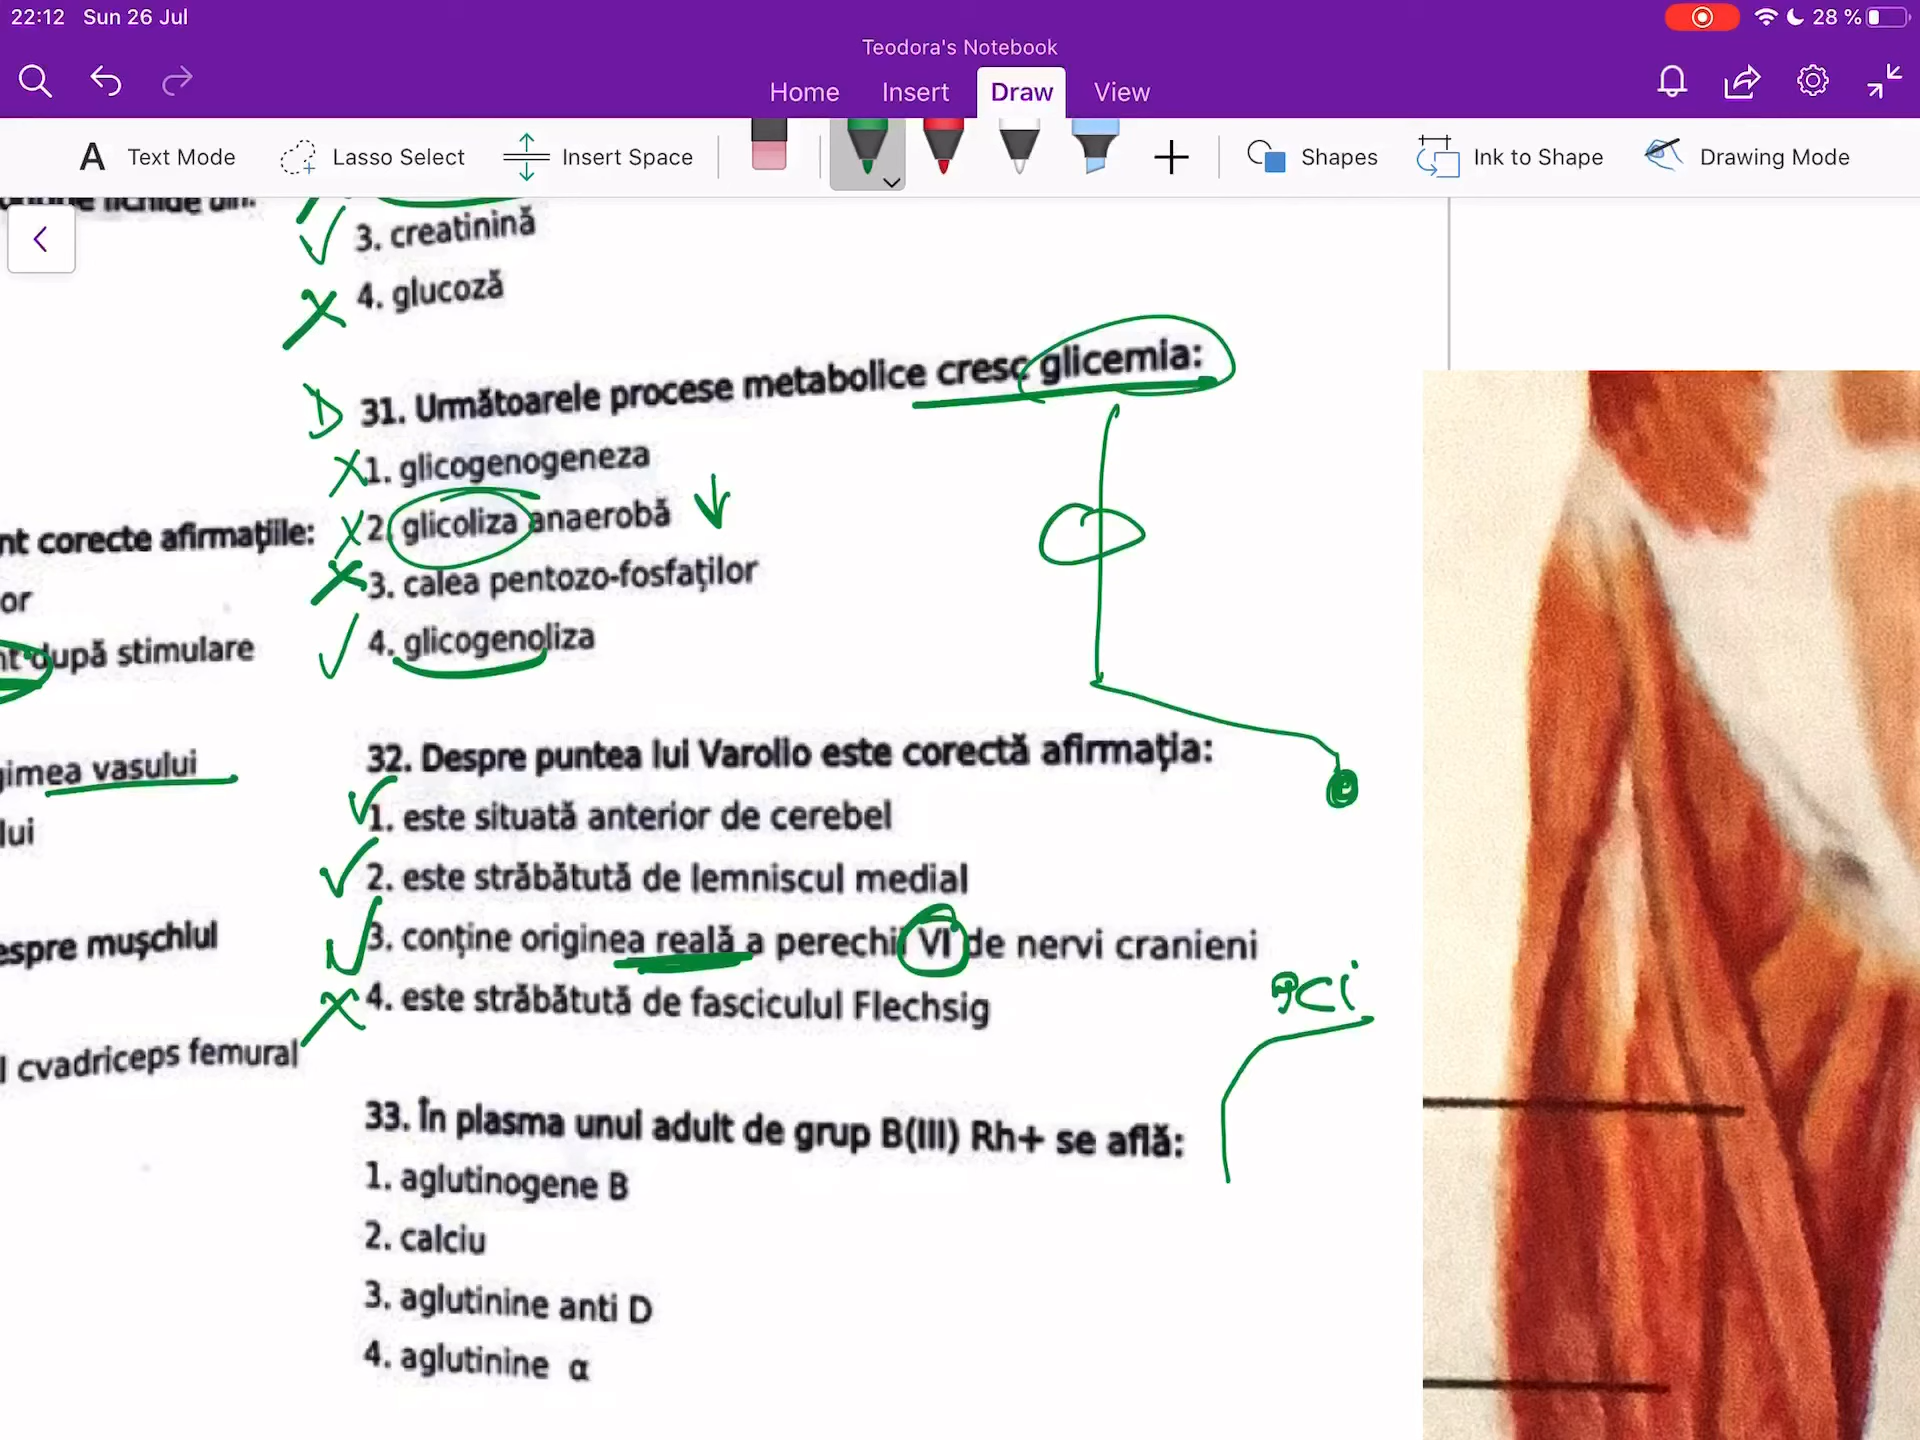 22:12 Sun 26 Jul
28 %
Teodora's Notebook
Home Insert Draw View
A Text Mode Lasso Select Insert Space Shapes Ink to Shape Drawing Mode
3. creatinină
4. glucoză
D 31. Următoarele procese metabolice cresc glicemia:
1. glicogenogeneza
2. glicoliza anaerobă
3. calea pentozo-fosfaților
4. glicogenoliza
nt corecte afirmațiile:
or
nt după stimulare
gimea vasului
lui
espre mușchiul
l cvadriceps femural
32. Despre puntea lui Varolio este corectă afirmația:
1. este situată anterior de cerebel
2. este străbătută de lemniscul medial
3. conține originea reală a perechii VI de nervi cranieni
4. este străbătută de fasciculul Flechsig
33. În plasma unui adult de grup B(III) Rh+ se află:
1. aglutinogene B
2. calciu
3. aglutinine anti D
4. aglutinine α